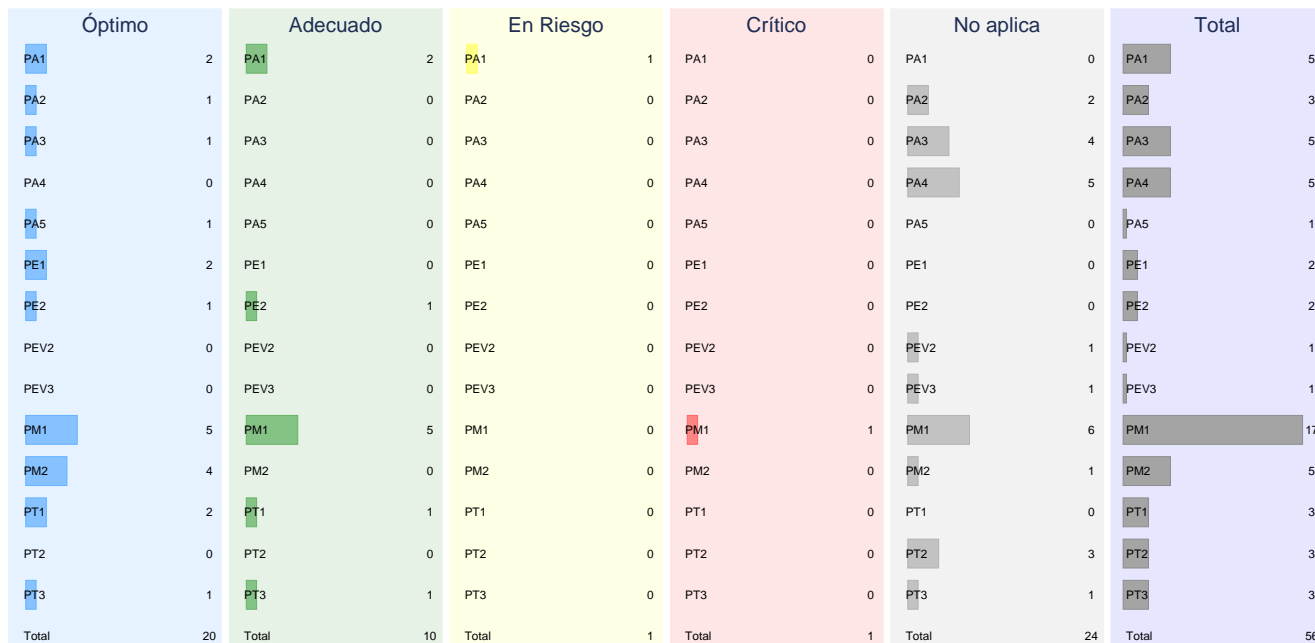 Óptimo Adecuado En Riesgo Crítico No aplica Total
PA1 2 PA1 2 PA1 1 PA1 0 PA1 0 PA1 5
PA2 1 PA2 0 PA2 0 PA2 0 PA2 2 PA2 3
PA3 1 PA3 0 PA3 0 PA3 0 PA3 4 PA3 5
PA4 0 PA4 0 PA4 0 PA4 0 PA4 5 PA4 5
PA5 1 PA5 0 PA5 0 PA5 0 PA5 0 PA5 1
PE1 2 PE1 0 PE1 0 PE1 0 PE1 0 PE1 2
PE2 1 PE2 1 PE2 0 PE2 0 PE2 0 PE2 2
PEV2 0 PEV2 0 PEV2 0 PEV2 0 PEV2 1 PEV2 1
PEV3 0 PEV3 0 PEV3 0 PEV3 0 PEV3 1 PEV3 1
PM1 5 PM1 5 PM1 0 PM1 1 PM1 6 PM1 17
PM2 4 PM2 0 PM2 0 PM2 0 PM2 1 PM2 5
PT1 2 PT1 1 PT1 0 PT1 0 PT1 0 PT1 3
PT2 0 PT2 0 PT2 0 PT2 0 PT2 3 PT2 3
PT3 1 PT3 1 PT3 0 PT3 0 PT3 1 PT3 3
Total 20 Total 10 Total 1 Total 1 Total 24 Total 56